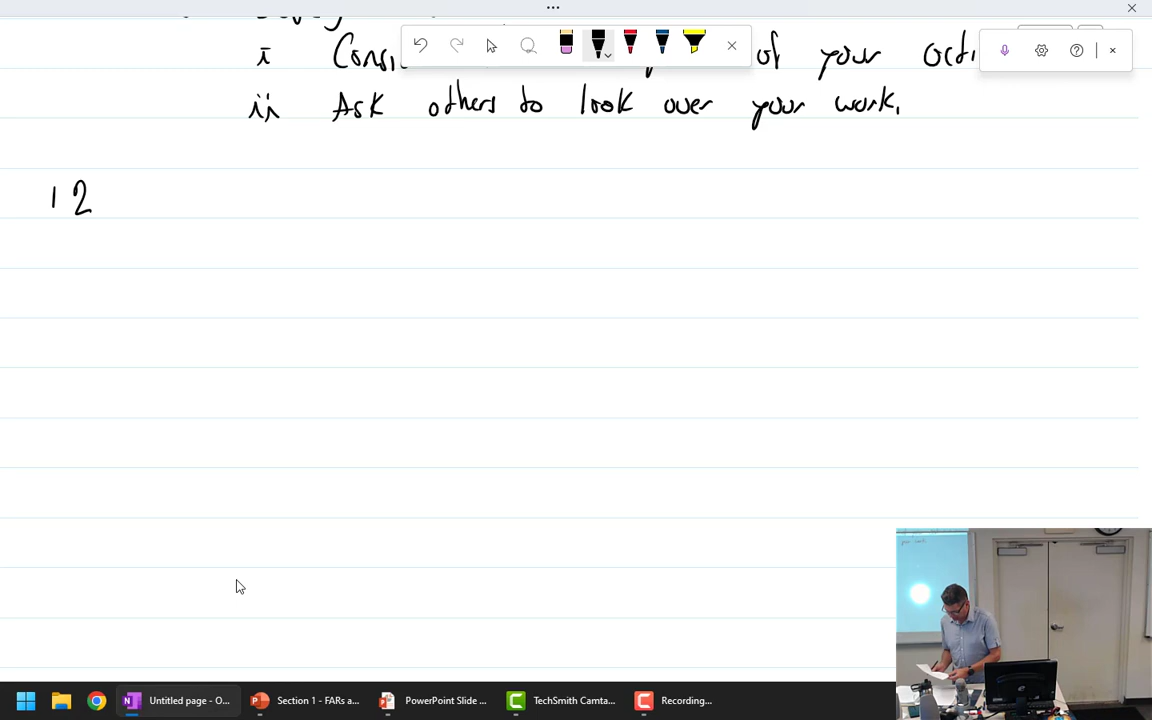 i Consi of your acti
ii Ask others to look over your work.
12
Untitled page - O...
Section 1 - FARs a...
PowerPoint Slide ...
TechSmith Camta...
Recording...